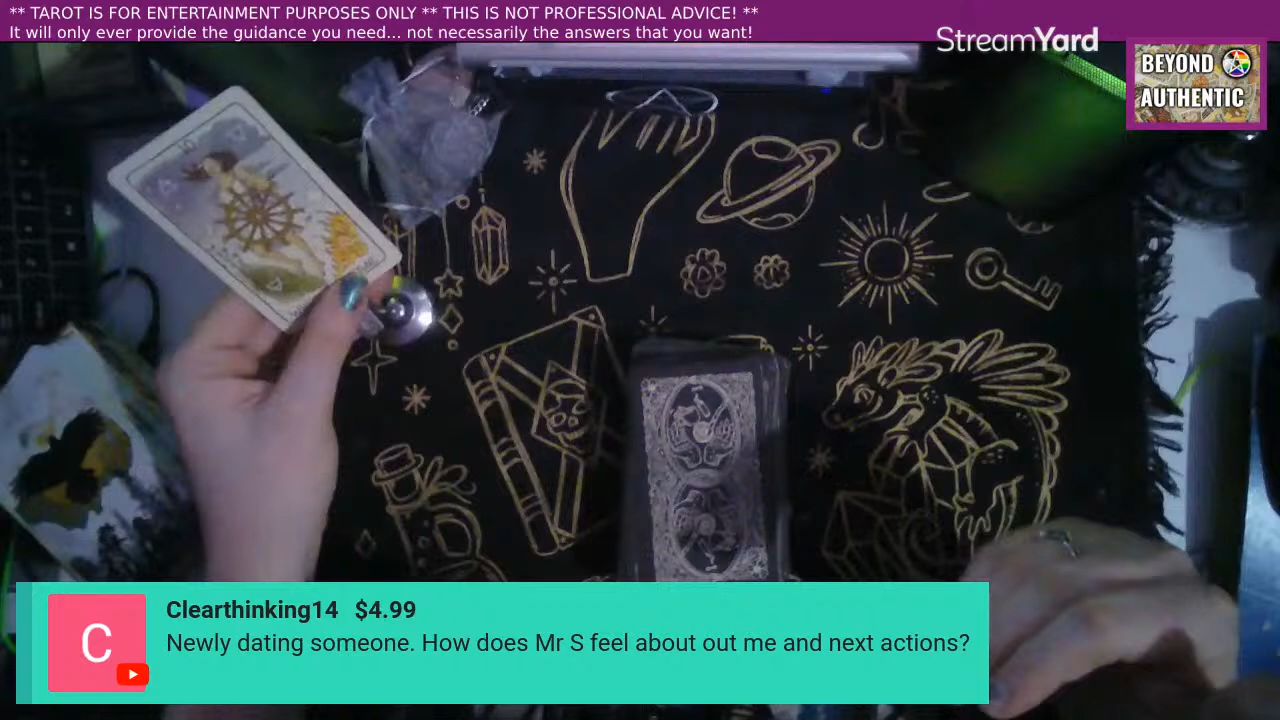 ** TAROT IS FOR ENTERTAINMENT PURPOSES ONLY ** THIS IS NOT PROFESSIONAL ADVICE! **
It will only ever provide the guidance you need... not necessarily the answers that you want!
StreamYard
BEYOND
AUTHENTIC
Clearthinking14 $4.99
C
Newly dating someone. How does Mr S feel about out me and next actions?